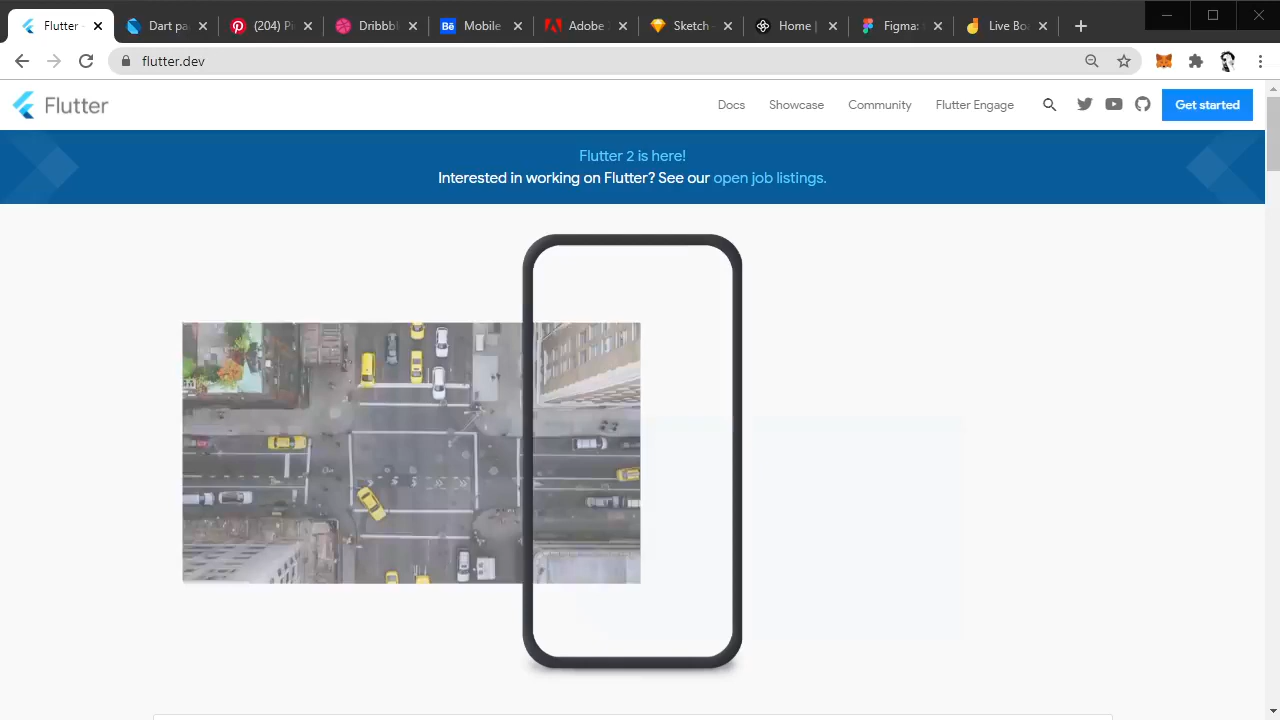 Flutter
Dart pa
(204) Pi
Dribbb
Mobile
Adobe
Sketch
Home |
Figma:
Live Bo
flutter.dev
Flutter
Docs
Showcase
Community
Flutter Engage
Get started
Flutter 2 is here!
Interested in working on Flutter? See our open job listings.